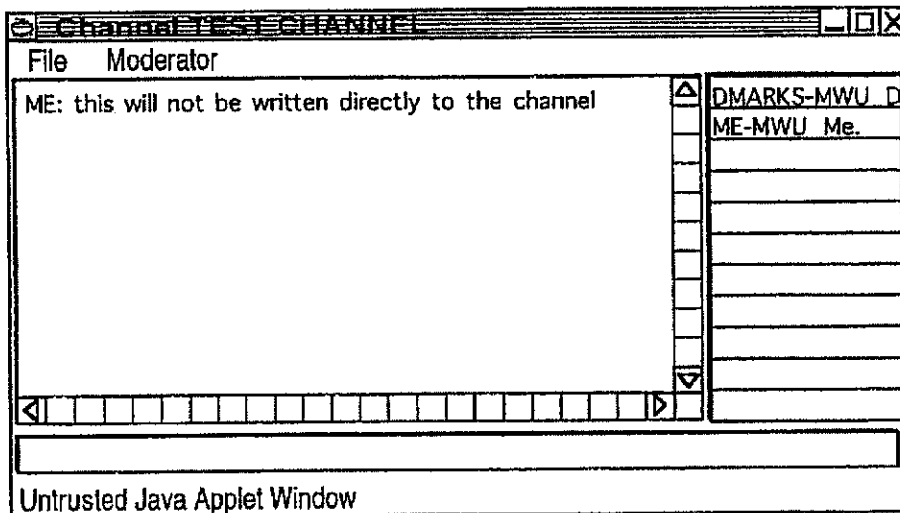 Channel TEST CHANNEL
File Moderator
ME: this will not be written directly to the channel
DMARKS-MWU D
ME-MWU Me.
Untrusted Java Applet Window